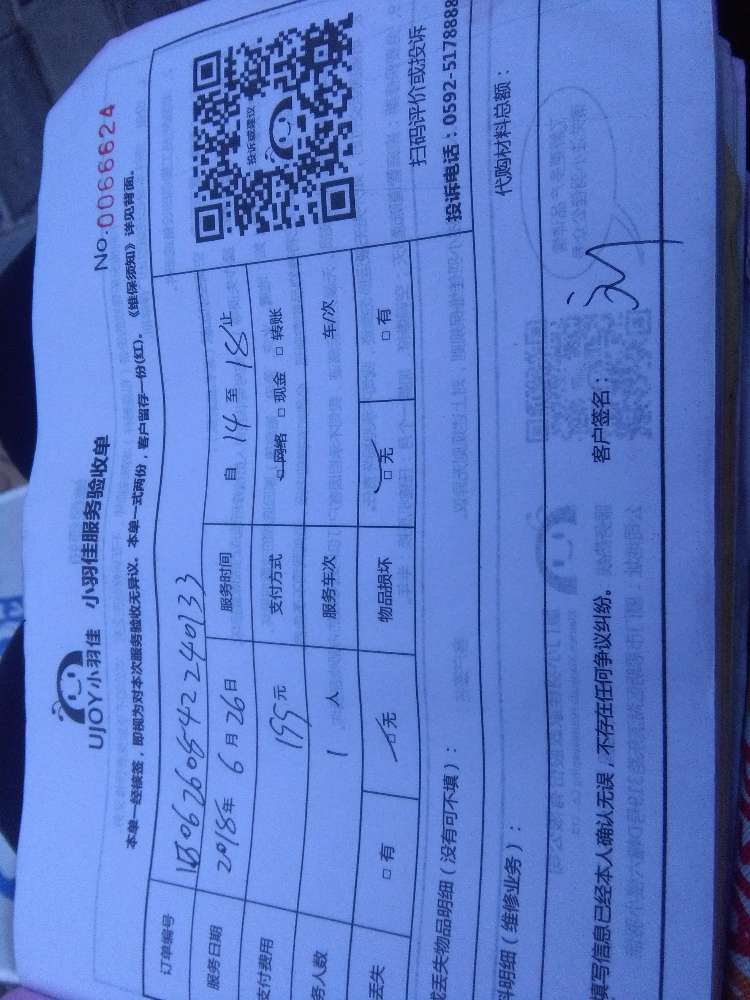 No.0066624
UJOY小羽佳 小羽佳服务验收单
本单一经核签，即视为对本次服务验收无异议。本单一式两份，客户留存一份(红)。《维保须知》详见背面。
订单编号 18062605422240133
服务日期 2018年 6月 26日 服务时间 自 14 至 18 止
支付费用 199元 支付方式 □网络 □现金 □转账
务人数 1 人 服务车次 车/次
丢失 □有 □无 物品损坏 □无 □有
投诉或建议
扫码评价或投诉
投诉电话：0592-5178888
或丢失物品明细（没有可不填）：
料明细（维修业务）： 代购材料总额：
填写信息已经本人确认无误，不存在任何争议纠纷。 客户签名：